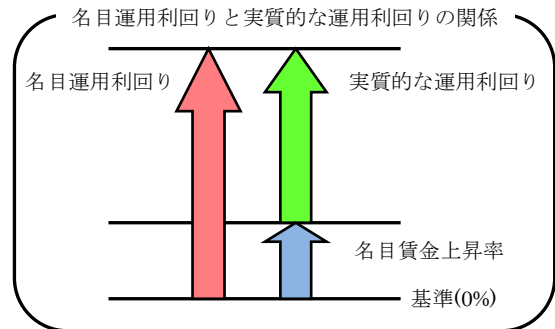 名目運用利回りと実質的な運用利回りの関係
名目運用利回り
実質的な運用利回り
名目賃金上昇率
基準(0%)